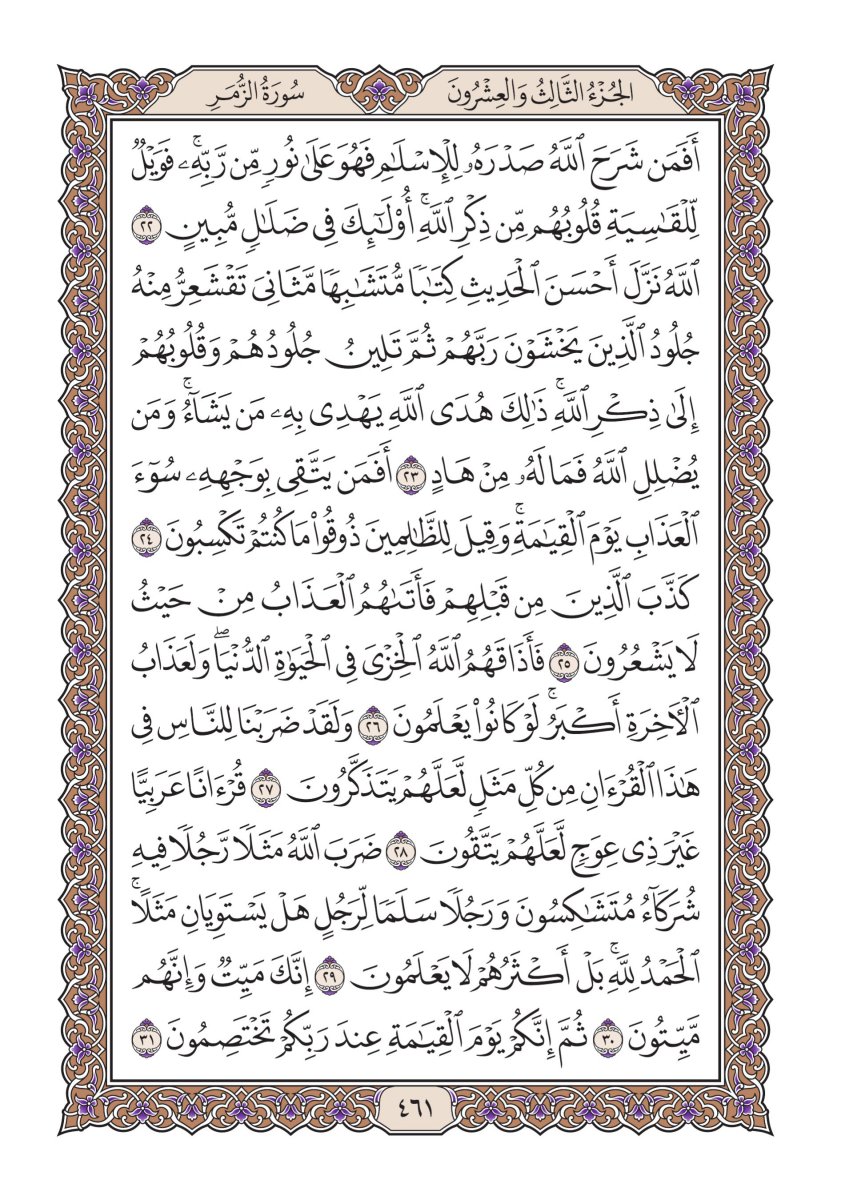 الجُزْءُ الثَّالِثُ وَالعِشْرُونَ
سُورَةُ الزُّمَرِ
أَفَمَن شَرَحَ ٱللَّهُ صَدْرَهُۥ لِلْإِسْلَٰمِ فَهُوَ عَلَىٰ نُورٍ مِّن رَّبِّهِۦۚ فَوَيْلٌ
لِّلْقَٰسِيَةِ قُلُوبُهُم مِّن ذِكْرِ ٱللَّهِۚ أُو۟لَٰٓئِكَ فِى ضَلَٰلٍ مُّبِينٍ ٢٢
ٱللَّهُ نَزَّلَ أَحْسَنَ ٱلْحَدِيثِ كِتَٰبًا مُّتَشَٰبِهًا مَّثَانِىَ تَقْشَعِرُّ مِنْهُ
جُلُودُ ٱلَّذِينَ يَخْشَوْنَ رَبَّهُمْ ثُمَّ تَلِينُ جُلُودُهُمْ وَقُلُوبُهُمْ
إِلَىٰ ذِكْرِ ٱللَّهِۚ ذَٰلِكَ هُدَى ٱللَّهِ يَهْدِى بِهِۦ مَن يَشَآءُۚ وَمَن
يُضْلِلِ ٱللَّهُ فَمَا لَهُۥ مِنْ هَادٍ ٢٣ أَفَمَن يَتَّقِى بِوَجْهِهِۦ سُوٓءَ
ٱلْعَذَابِ يَوْمَ ٱلْقِيَٰمَةِۚ وَقِيلَ لِلظَّٰلِمِينَ ذُوقُوا۟ مَا كُنتُمْ تَكْسِبُونَ ٢٤
كَذَّبَ ٱلَّذِينَ مِن قَبْلِهِمْ فَأَتَىٰهُمُ ٱلْعَذَابُ مِنْ حَيْثُ
لَا يَشْعُرُونَ ٢٥ فَأَذَاقَهُمُ ٱللَّهُ ٱلْخِزْىَ فِى ٱلْحَيَوٰةِ ٱلدُّنْيَاۖ وَلَعَذَابُ
ٱلْءَاخِرَةِ أَكْبَرُۚ لَوْ كَانُوا۟ يَعْلَمُونَ ٢٦ وَلَقَدْ ضَرَبْنَا لِلنَّاسِ فِى
هَٰذَا ٱلْقُرْءَانِ مِن كُلِّ مَثَلٍ لَّعَلَّهُمْ يَتَذَكَّرُونَ ٢٧ قُرْءَانًا عَرَبِيًّا
غَيْرَ ذِى عِوَجٍ لَّعَلَّهُمْ يَتَّقُونَ ٢٨ ضَرَبَ ٱللَّهُ مَثَلًا رَّجُلًا فِيهِ
شُرَكَآءُ مُتَشَٰكِسُونَ وَرَجُلًا سَلَمًا لِّرَجُلٍ هَلْ يَسْتَوِيَانِ مَثَلًاۚ
ٱلْحَمْدُ لِلَّهِۚ بَلْ أَكْثَرُهُمْ لَا يَعْلَمُونَ ٢٩ إِنَّكَ مَيِّتٌ وَإِنَّهُم
مَّيِّتُونَ ٣٠ ثُمَّ إِنَّكُمْ يَوْمَ ٱلْقِيَٰمَةِ عِندَ رَبِّكُمْ تَخْتَصِمُونَ ٣١
٤٦١